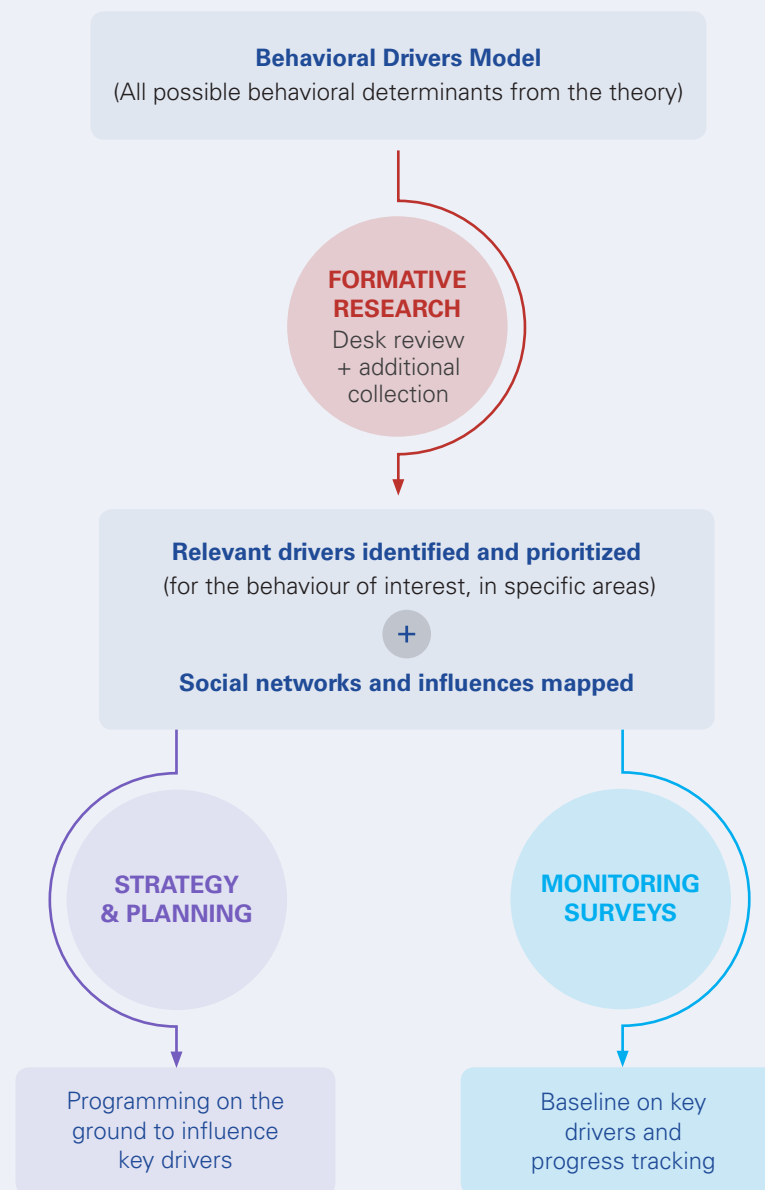 Behavioral Drivers Model
(All possible behavioral determinants from the theory)
FORMATIVE
RESEARCH
Desk review
+ additional
collection
Relevant drivers identified and prioritized
(for the behaviour of interest, in specific areas)
+
Social networks and influences mapped
STRATEGY
& PLANNING
MONITORING
SURVEYS
Programming on the
ground to influence
key drivers
Baseline on key
drivers and
progress tracking